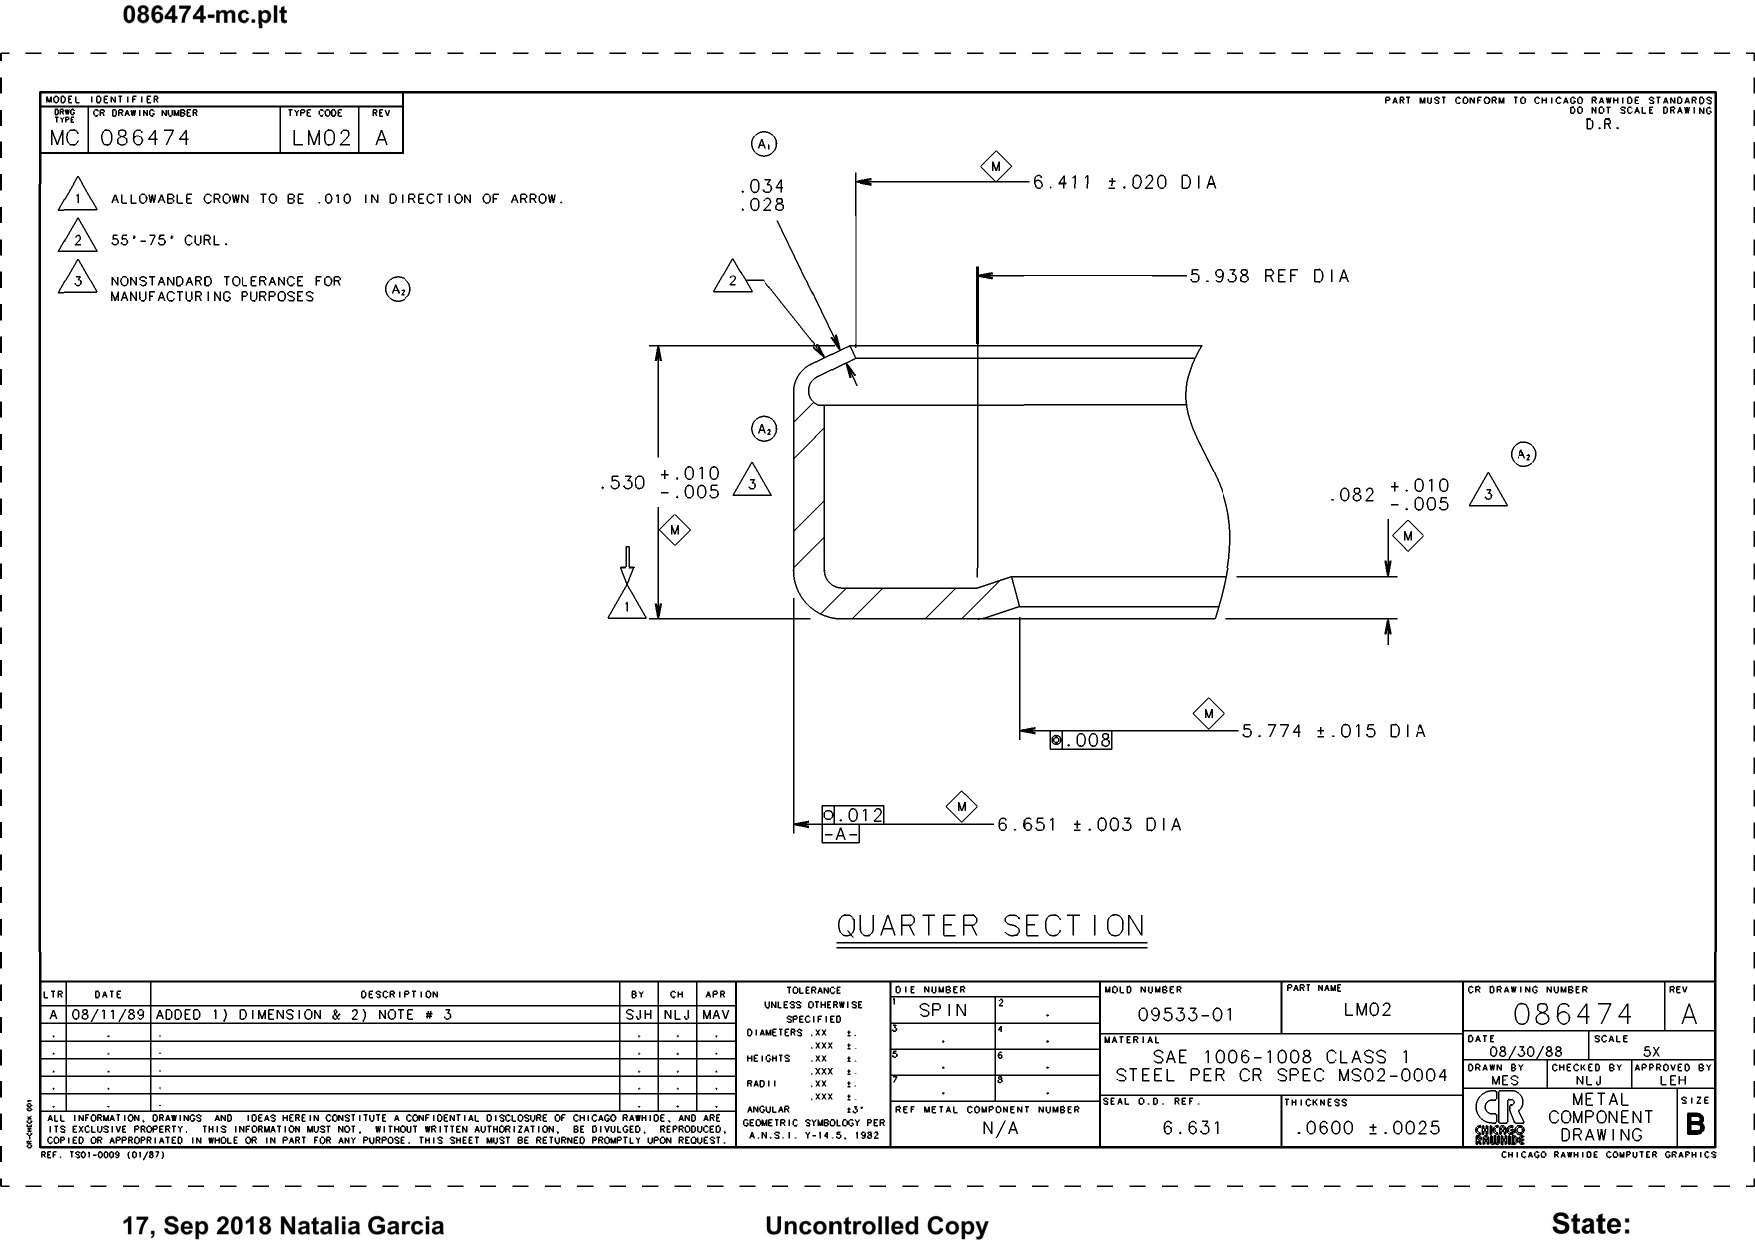 086474-mc.plt
MODEL IDENTIFIER
DRWG TYPE CR DRAWING NUMBER TYPE CODE REV
MC 086474 LM02 A
PART MUST CONFORM TO CHICAGO RAWHIDE STANDARDS
DO NOT SCALE DRAWING
D.R.
1 ALLOWABLE CROWN TO BE .010 IN DIRECTION OF ARROW.
2 55°-75° CURL.
3 NONSTANDARD TOLERANCE FOR
MANUFACTURING PURPOSES A2
A1
.034
.028
M
6.411 ±.020 DIA
2
5.938 REF DIA
A2
.530 +.010 -.005 3
M
1
A2
.082 +.010 -.005 3
M
M
5.774 ±.015 DIA
◎ .008
M
○ .012
-A-
6.651 ±.003 DIA
QUARTER SECTION
LTR DATE DESCRIPTION BY CH APR
A 08/11/89 ADDED 1) DIMENSION & 2) NOTE # 3 SJH NLJ MAV
ALL INFORMATION, DRAWINGS AND IDEAS HEREIN CONSTITUTE A CONFIDENTIAL DISCLOSURE OF CHICAGO RAWHIDE, AND ARE
ITS EXCLUSIVE PROPERTY. THIS INFORMATION MUST NOT, WITHOUT WRITTEN AUTHORIZATION, BE DIVULGED, REPRODUCED,
COPIED OR APPROPRIATED IN WHOLE OR IN PART FOR ANY PURPOSE. THIS SHEET MUST BE RETURNED PROMPTLY UPON REQUEST.
CR-CHECK 001
REF. TS01-0009 (01/87)
TOLERANCE
UNLESS OTHERWISE
SPECIFIED
DIAMETERS .XX ±.
.XXX ±.
HEIGHTS .XX ±.
.XXX ±.
RADII .XX ±.
.XXX ±.
ANGULAR ±3°
GEOMETRIC SYMBOLOGY PER
A.N.S.I. Y-14.5, 1982
DIE NUMBER
1 SPIN 2 .
3 . 4 .
5 . 6 .
7 . 8 .
REF METAL COMPONENT NUMBER
N/A
MOLD NUMBER
09533-01
PART NAME
LM02
MATERIAL
SAE 1006-1008 CLASS 1
STEEL PER CR SPEC MS02-0004
SEAL O.D. REF.
6.631
THICKNESS
.0600 ±.0025
CR DRAWING NUMBER REV
086474 A
DATE SCALE
08/30/88 5X
DRAWN BY CHECKED BY APPROVED BY
MES NLJ LEH
CR
CHICAGO
RAWHIDE
METAL
COMPONENT
DRAWING
SIZE
B
CHICAGO RAWHIDE COMPUTER GRAPHICS
17, Sep 2018 Natalia Garcia Uncontrolled Copy State: